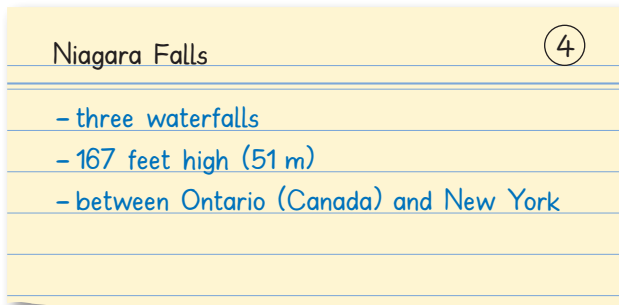 Niagara Falls 4
– three waterfalls
– 167 feet high (51 m)
– between Ontario (Canada) and New York